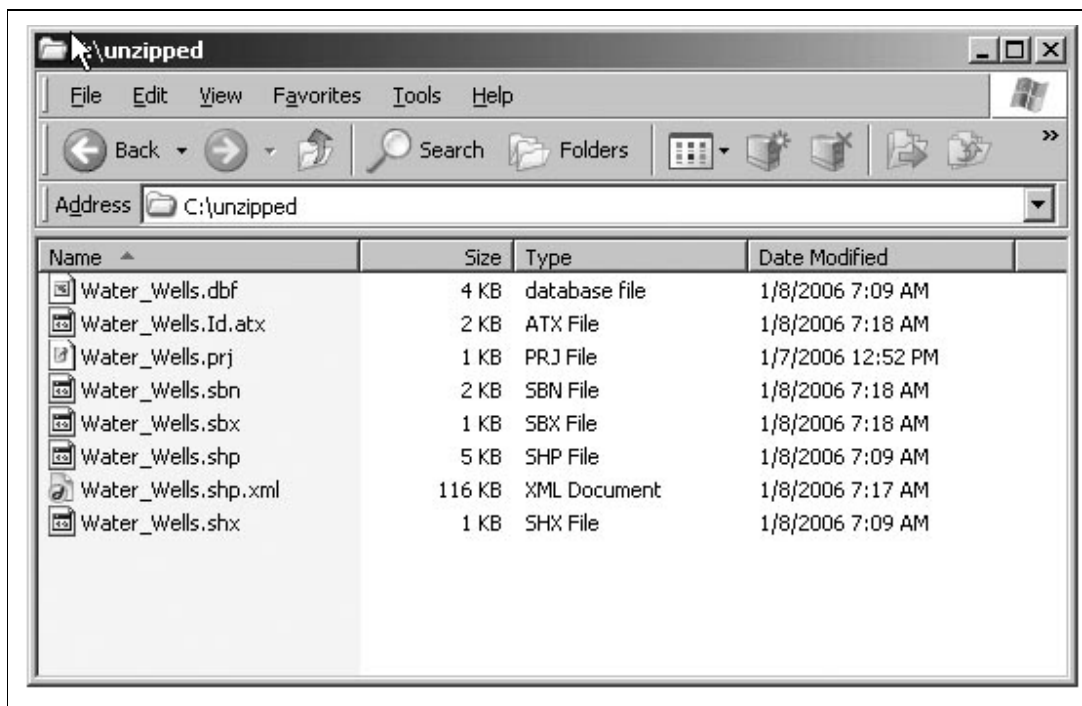 C:\unzipped
File Edit View Favorites Tools Help
Back Search Folders »
Address C:\unzipped
Name Size Type Date Modified
Water_Wells.dbf 4 KB database file 1/8/2006 7:09 AM
Water_Wells.Id.atx 2 KB ATX File 1/8/2006 7:18 AM
Water_Wells.prj 1 KB PRJ File 1/7/2006 12:52 PM
Water_Wells.sbn 2 KB SBN File 1/8/2006 7:18 AM
Water_Wells.sbx 1 KB SBX File 1/8/2006 7:18 AM
Water_Wells.shp 5 KB SHP File 1/8/2006 7:09 AM
Water_Wells.shp.xml 116 KB XML Document 1/8/2006 7:17 AM
Water_Wells.shx 1 KB SHX File 1/8/2006 7:09 AM